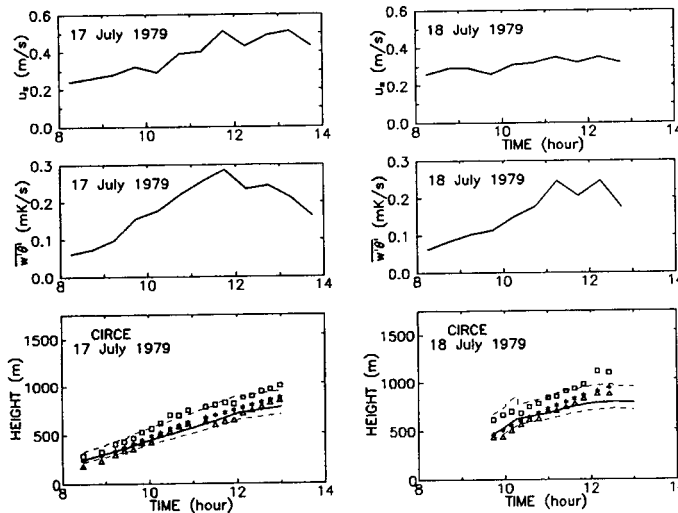 0.6
0.4
0.2
0.0
u* (m/s)
17 July 1979
8
10
12
14
0.6
0.4
0.2
0.0
u* (m/s)
18 July 1979
8
10
12
14
TIME (hour)
0.3
0.2
0.1
0.0
w'θ' (mK/s)
17 July 1979
8
10
12
14
0.3
0.2
0.1
0.0
w'θ' (mK/s)
18 July 1979
8
10
12
14
1500
1000
500
0
HEIGHT (m)
CIRCE
17 July 1979
8
10
12
14
TIME (hour)
1500
1000
500
0
HEIGHT (m)
CIRCE
18 July 1979
8
10
12
14
TIME (hour)